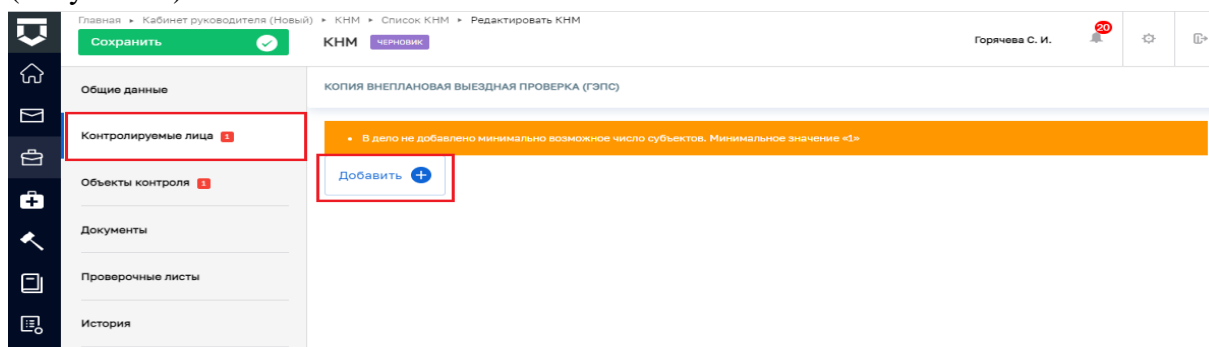 Главная ▸ Кабинет руководителя (Новый) ▸ КНМ ▸ Список КНМ ▸ Редактировать КНМ
Сохранить
КНМ ЧЕРНОВИК
Горячева С. И.
20
Общие данные
КОПИЯ ВНЕПЛАНОВАЯ ВЫЕЗДНАЯ ПРОВЕРКА (ГЭПС)
Контролируемые лица 1
• В дело не добавлено минимально возможное число субъектов. Минимальное значение «1»
Добавить
Объекты контроля 1
Документы
Проверочные листы
История